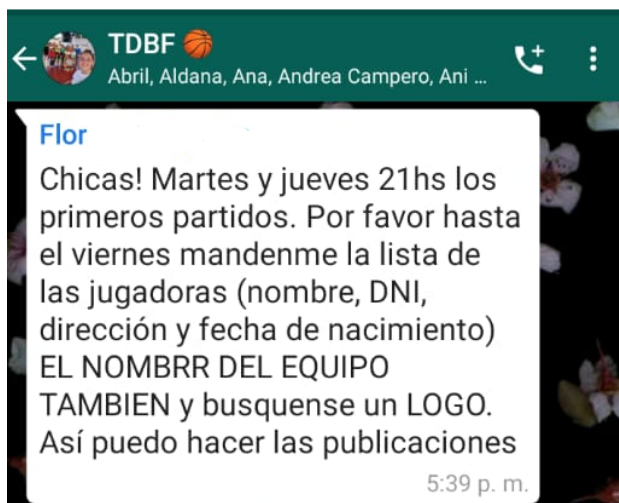 TDBF 🏀
Abril, Aldana, Ana, Andrea Campero, Ani ...
Flor
Chicas! Martes y jueves 21hs los
primeros partidos. Por favor hasta
el viernes mandenme la lista de
las jugadoras (nombre, DNI,
dirección y fecha de nacimiento)
EL NOMBRR DEL EQUIPO
TAMBIEN y busquense un LOGO.
Así puedo hacer las publicaciones
5:39 p. m.